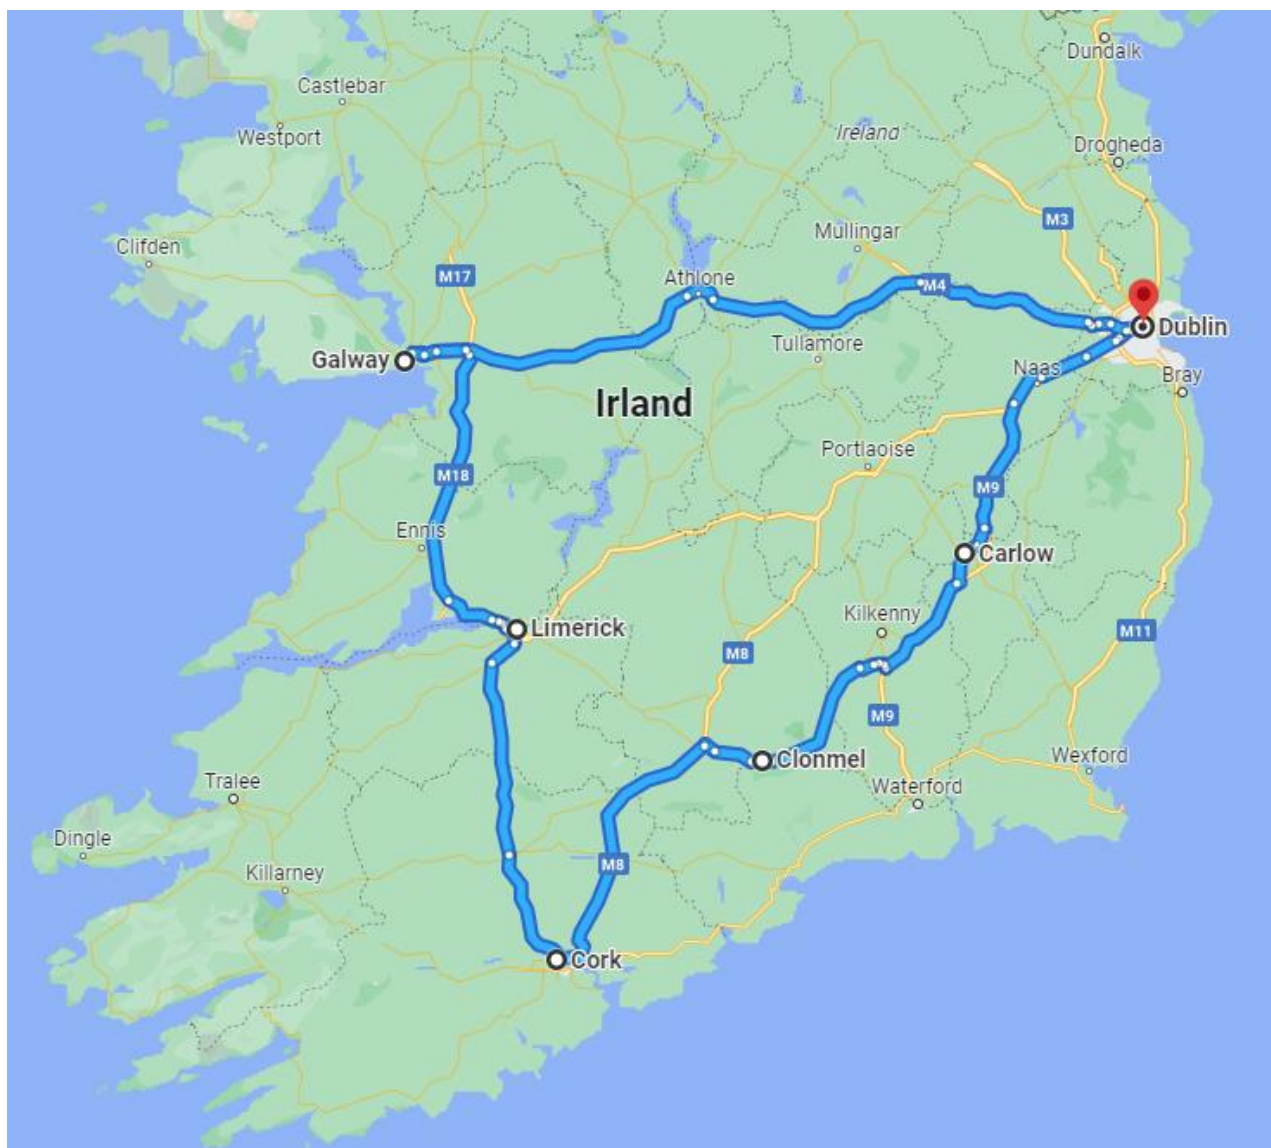 Dundalk
Castlebar
Ireland
Westport
Drogheda
M3
Mullingar
Clifden
M17
Athlone
M4
Dublin
Tullamore
Galway
Naas
Bray
Irland
Portlaoise
M18
M9
Ennis
Carlow
Kilkenny
Limerick
M11
M8
M9
Wexford
Clonmel
Tralee
Waterford
Dingle
M8
Killarney
Cork